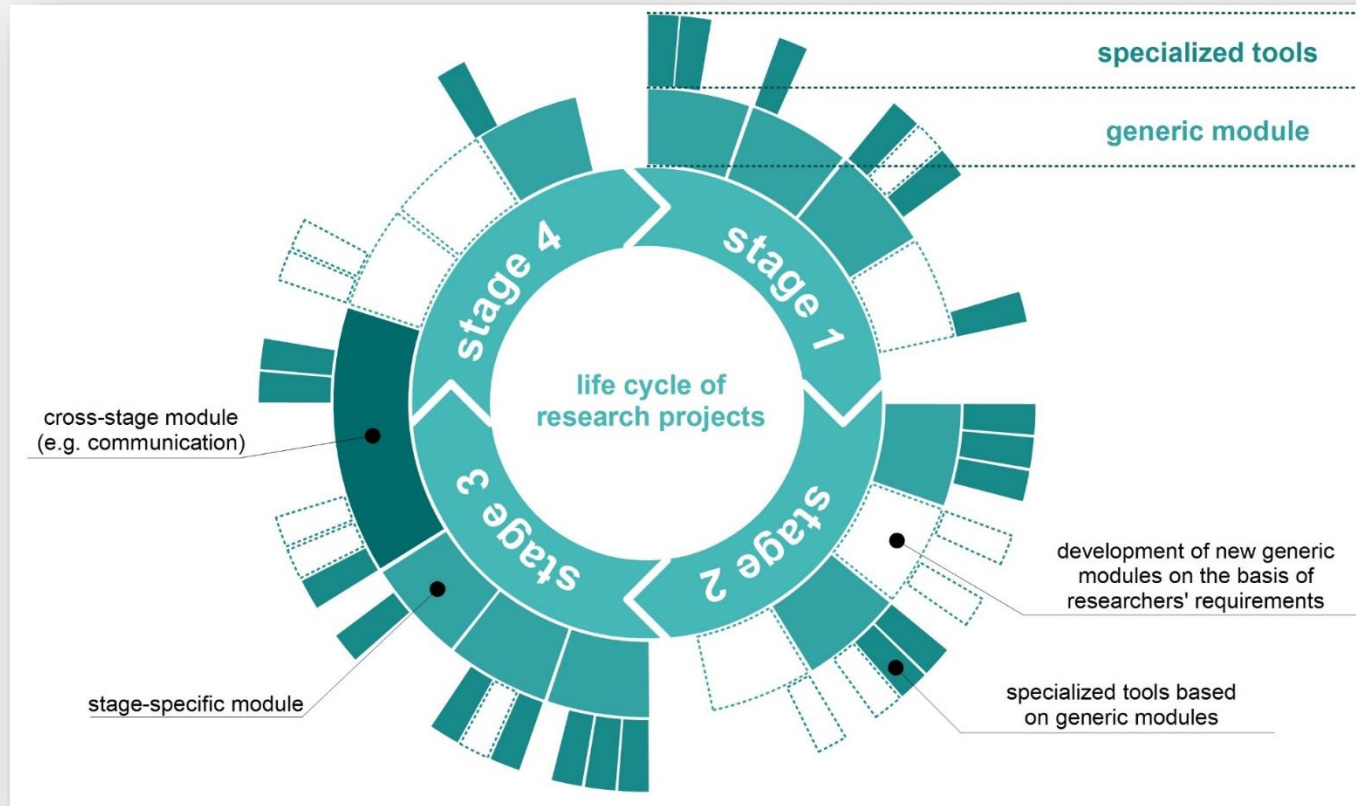 specialized tools
generic module
stage 4
stage 1
life cycle of
research projects
cross-stage module
(e.g. communication)
stage 3
stage 2
development of new generic
modules on the basis of
researchers' requirements
stage-specific module
specialized tools based
on generic modules